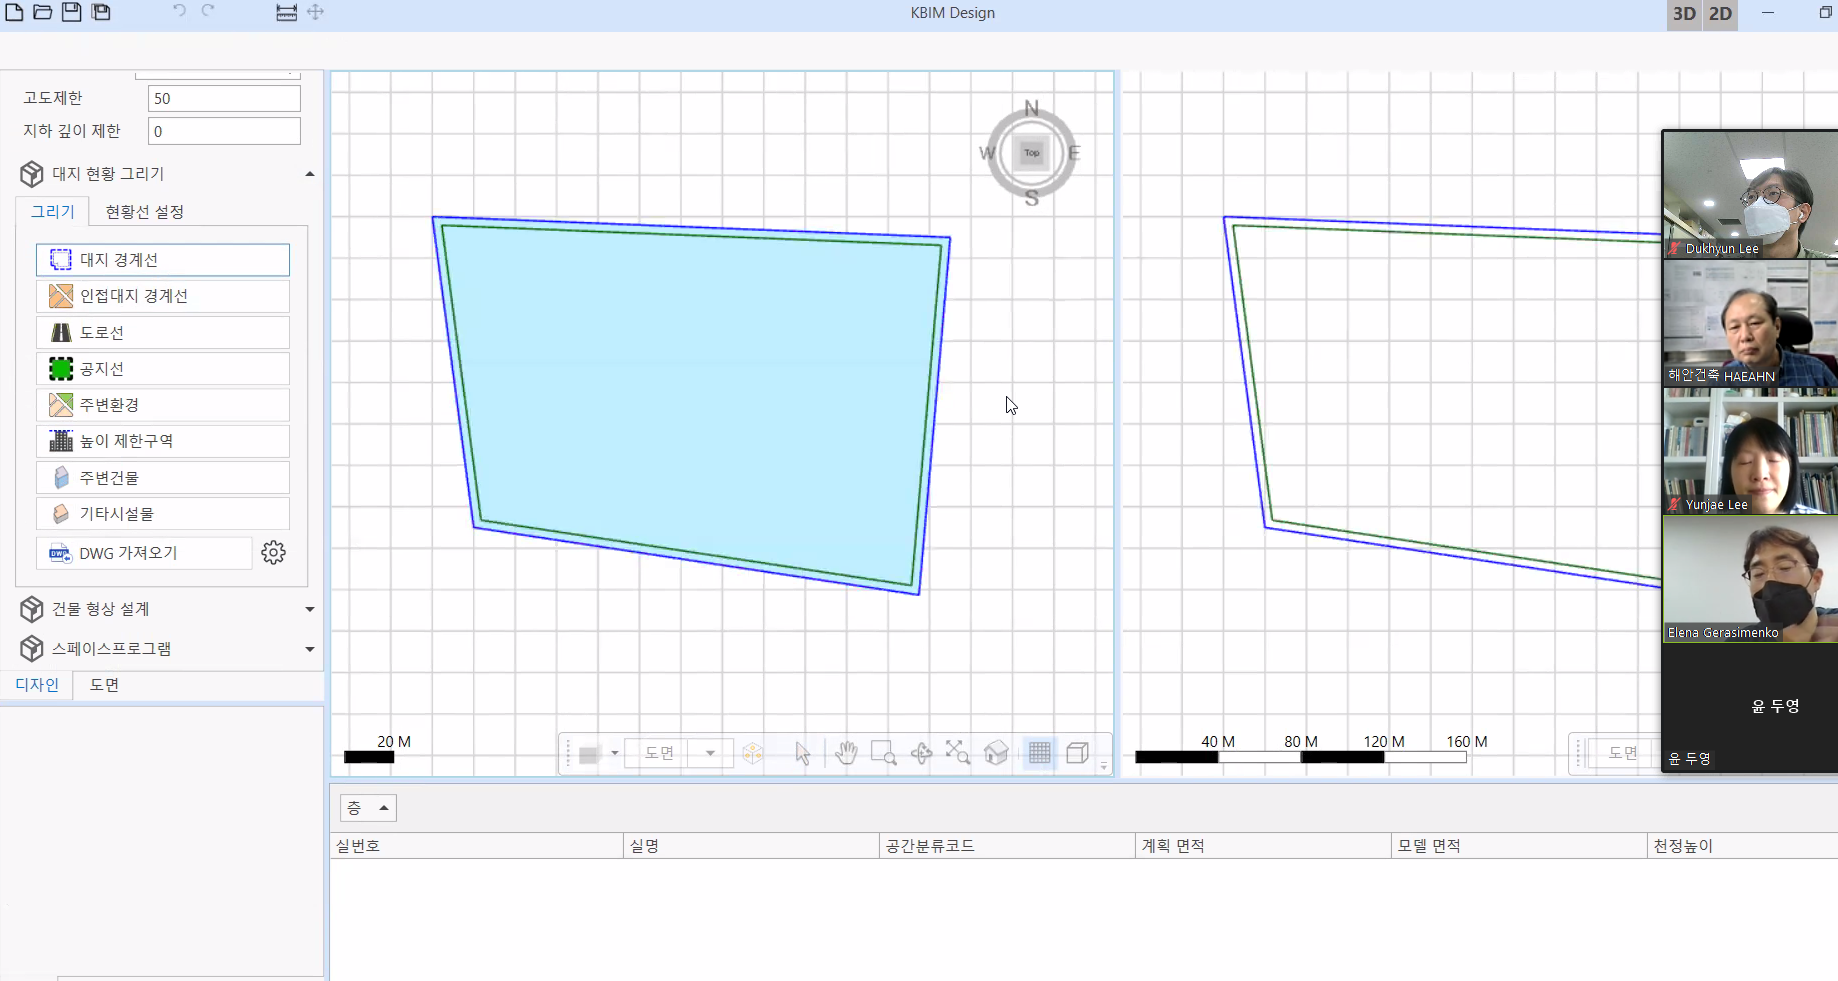 KBIM Design
3D 2D
고도제한 50
지하 깊이 제한 0
대지 현황 그리기
그리기 현황선 설정
대지 경계선
인접대지 경계선
도로선
공지선
주변환경
높이 제한구역
주변건물
기타시설물
DWG DWG 가져오기
건물 형상 설계
스페이스프로그램
디자인 도면
N
W Top E
S
20 M
도면
40 M 80 M 120 M 160 M
도면
Dukhyun Lee
해안건축 HAEAHN
Yunjae Lee
Elena Gerasimenko
윤 두영
윤 두영
층
실번호 실명 공간분류코드 계획 면적 모델 면적 천정높이